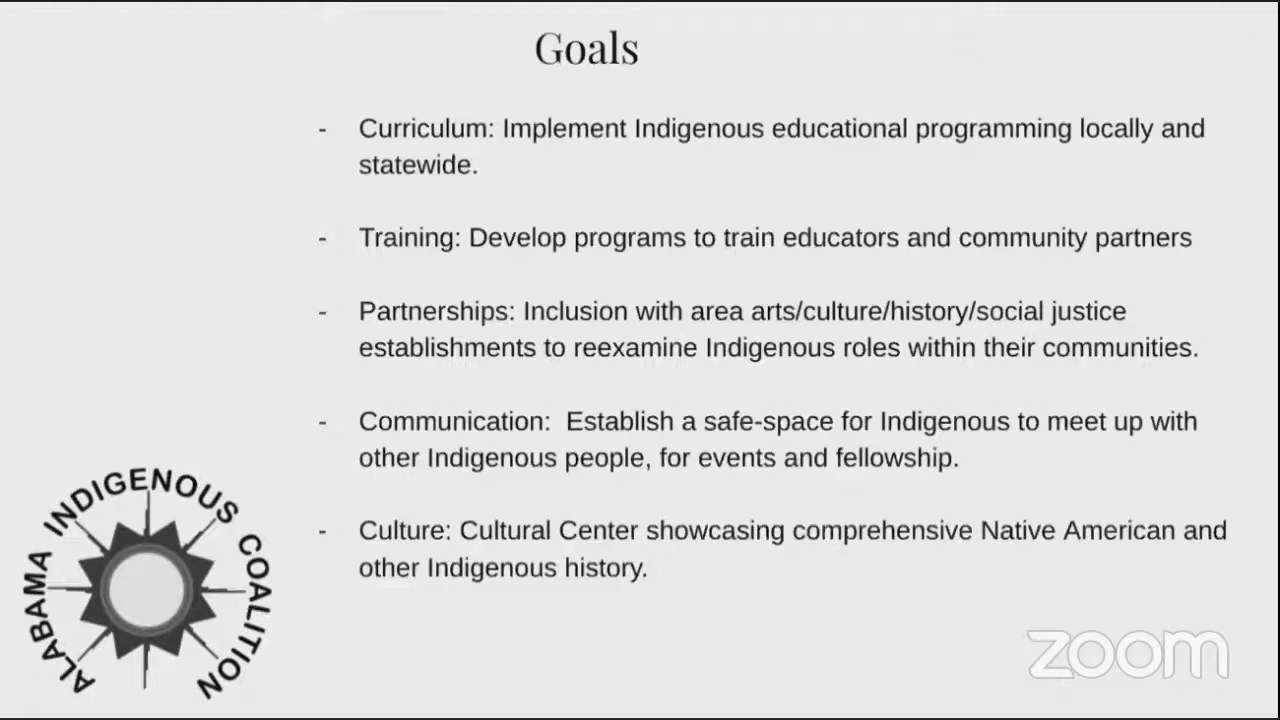 Goals
- Curriculum: Implement Indigenous educational programming locally and
statewide.
- Training: Develop programs to train educators and community partners
- Partnerships: Inclusion with area arts/culture/history/social justice
establishments to reexamine Indigenous roles within their communities.
- Communication:  Establish a safe-space for Indigenous to meet up with
other Indigenous people, for events and fellowship.
- Culture: Cultural Center showcasing comprehensive Native American and
other Indigenous history.
ALABAMA INDIGENOUS COALITION
zoom